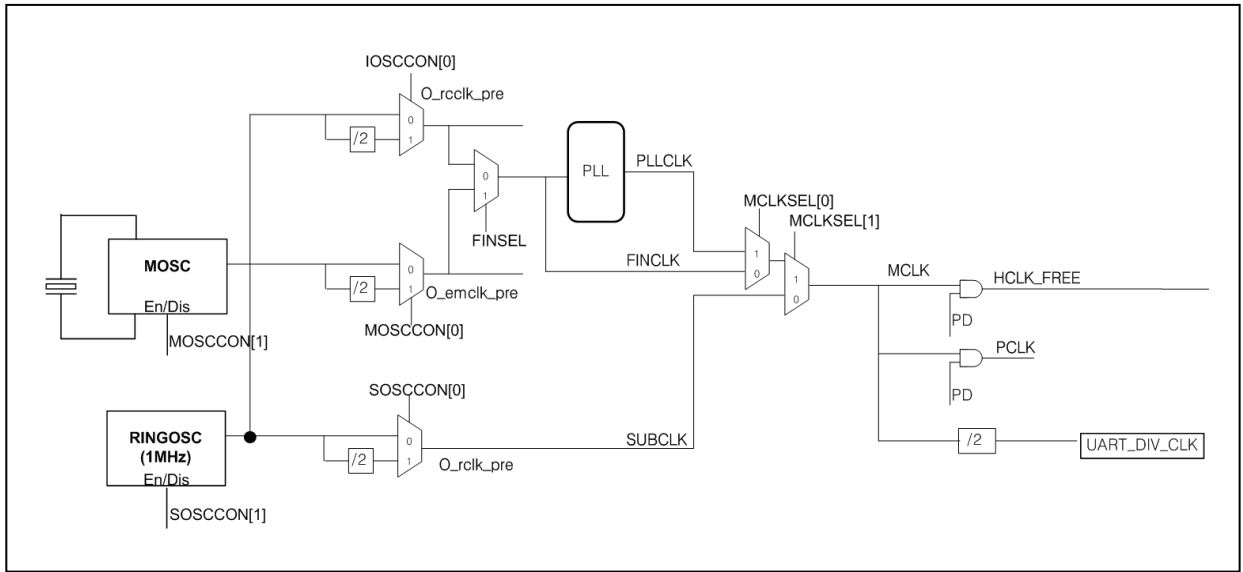 IOSCCON[0]
O_rcclk_pre
0
/2
1
PLL
PLLCLK
0
1
MCLKSEL[0]
MCLKSEL[1]
FINSEL
MOSC
0
1
FINCLK
1
0
1
0
MCLK
HCLK_FREE
/2
O_emclk_pre
En/Dis
MOSCCON[0]
PD
MOSCCON[1]
PCLK
SOSCCON[0]
PD
RINGOSC
(1MHz)
0
SUBCLK
/2
UART_DIV_CLK
/2
1
O_rclk_pre
En/Dis
SOSCCON[1]